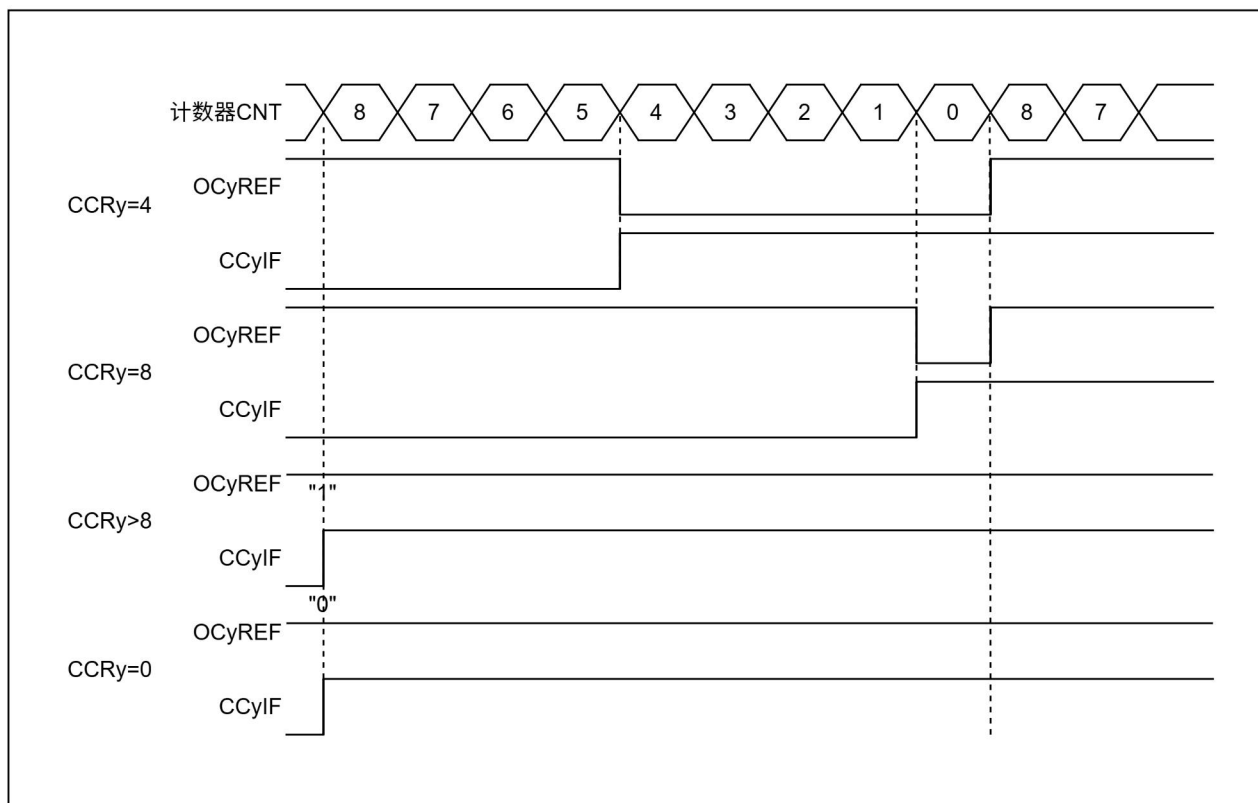 计数器CNT 8 7 6 5 4 3 2 1 0 8 7
OCyREF
CCRy=4
CCyIF
OCyREF
CCRy=8
CCyIF
OCyREF
"1"
CCRy>8
CCyIF
"0"
OCyREF
CCRy=0
CCyIF